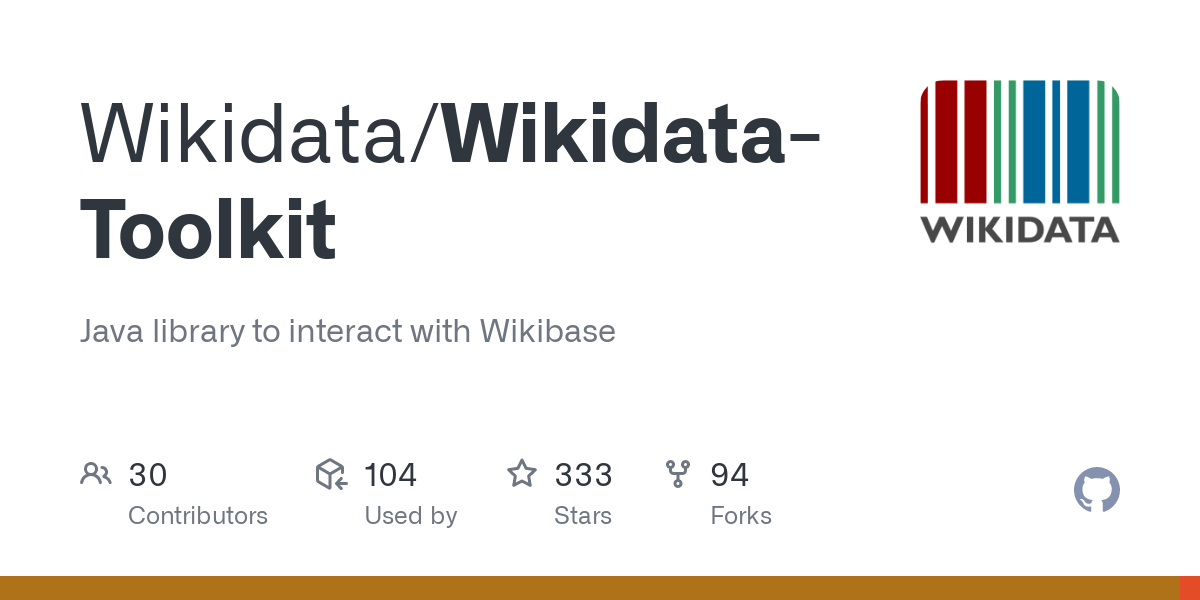 Wikidata/Wikidata-
Toolkit
WIKIDATA
Java library to interact with Wikibase
30
Contributors
104
Used by
333
Stars
94
Forks